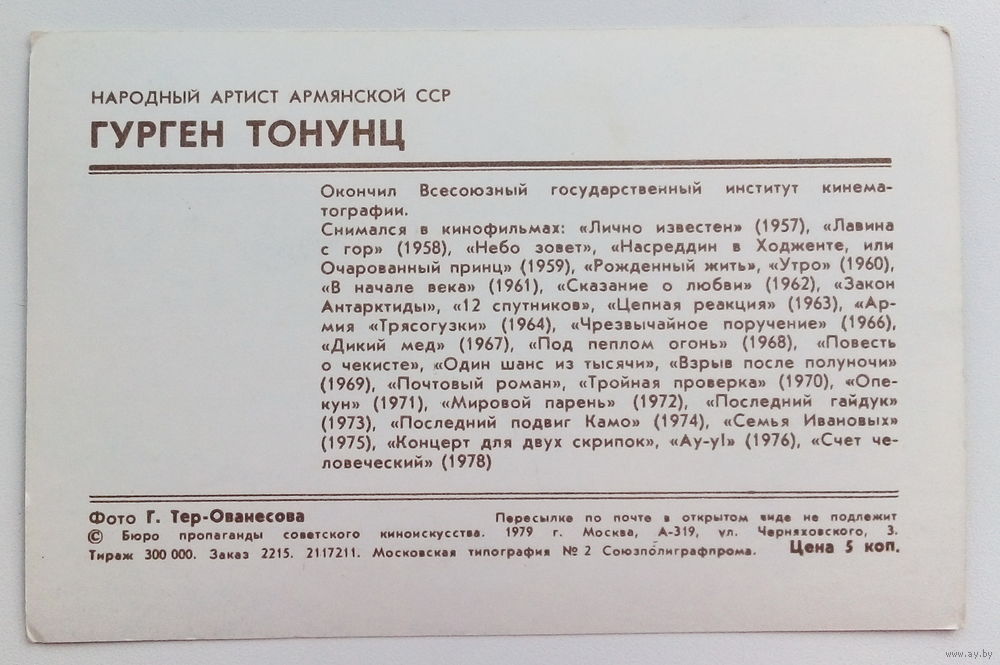 НАРОДНЫЙ АРТИСТ АРМЯНСКОЙ ССР
ГУРГЕН ТОНУНЦ
Окончил Всесоюзный государственный институт кинема-
тографии.
Снимался в кинофильмах: «Лично известен» (1957), «Лавина
с гор» (1958), «Небо зовет», «Насреддин в Ходженте, или
Очарованный принц» (1959), «Рожденный жить», «Утро» (1960),
«В начале века» (1961), «Сказание о любви» (1962), «Закон
Антарктиды», «12 спутников», «Цепная реакция» (1963), «Ар-
мия «Трясогузки» (1964), «Чрезвычайное поручение» (1966),
«Дикий мед» (1967), «Под пеплом огонь» (1968), «Повесть
о чекисте», «Один шанс из тысячи», «Взрыв после полуночи»
(1969), «Почтовый роман», «Тройная проверка» (1970), «Опе-
кун» (1971), «Мировой парень» (1972), «Последний гайдук»
(1973), «Последний подвиг Камо» (1974), «Семья Ивановых»
(1975), «Концерт для двух скрипок», «Ау-у!» (1976), «Счет че-
ловеческий» (1978)
Фото Г. Тер-Ованесова Пересылке по почте в открытом виде не подлежит
© Бюро пропаганды советского киноискусства. 1979 г. Москва, А-319, ул. Черняховского, 3.
Тираж 300 000. Заказ 2215. 2117211. Московская типография № 2 Союзполиграфпрома. Цена 5 коп.
www.ay.by